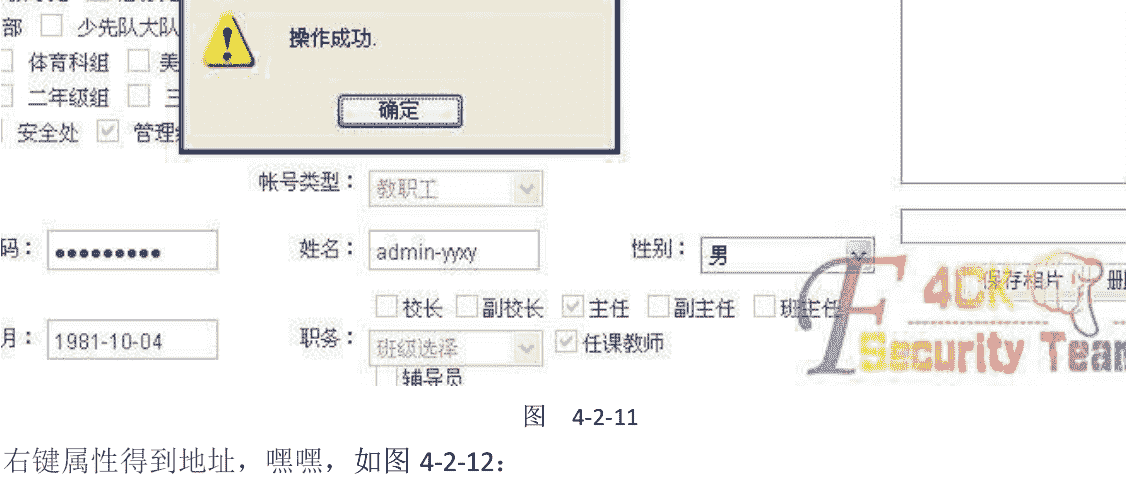 部 少先队大队
操作成功.
体育科组 美
确定
二年级组 三
安全处 管理
帐号类型： 教职工
码： ●●●●●●●●● 姓名： admin-yyxy 性别： 男
保存相片 册
校长 副校长 主任 副主任 班主任
F4CK
月： 1981-10-04 职务： 班级选择 任课教师
Security Team
辅导员
图 4-2-11
右键属性得到地址，嘿嘿，如图 4-2-12：